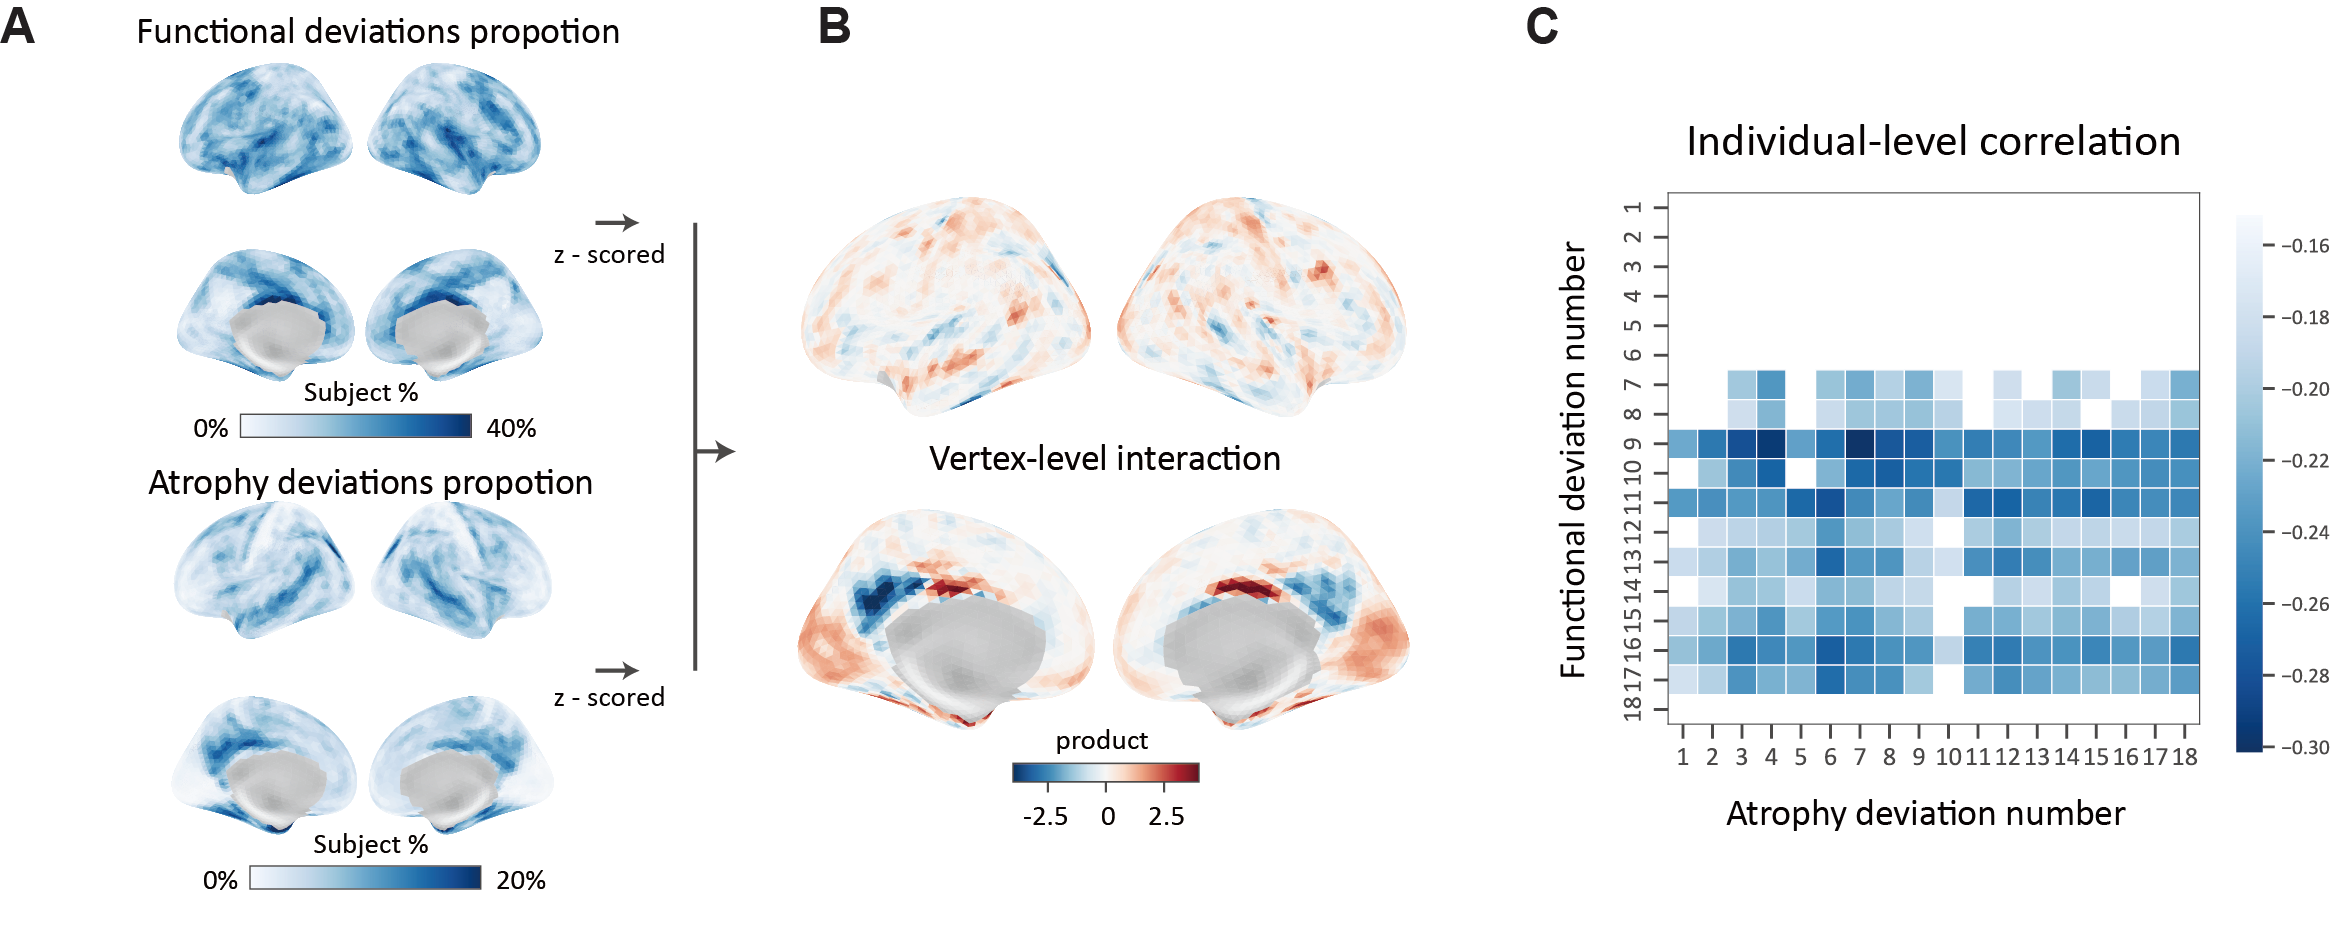 A
Functional deviations propotion
Subject %
0%
40%
z - scored
Atrophy deviations propotion
Subject %
0%
20%
z - scored
B
Vertex-level interaction
product
-2.5
0
2.5
C
Individual-level correlation
Functional deviation number
1
2
3
4
5
6
7
8
9
10
11
12
13
14
15
16
17
18
1 2 3 4 5 6 7 8 9 10 11 12 13 14 15 16 17 18
Atrophy deviation number
−0.16
−0.18
−0.20
−0.22
−0.24
−0.26
−0.28
−0.30